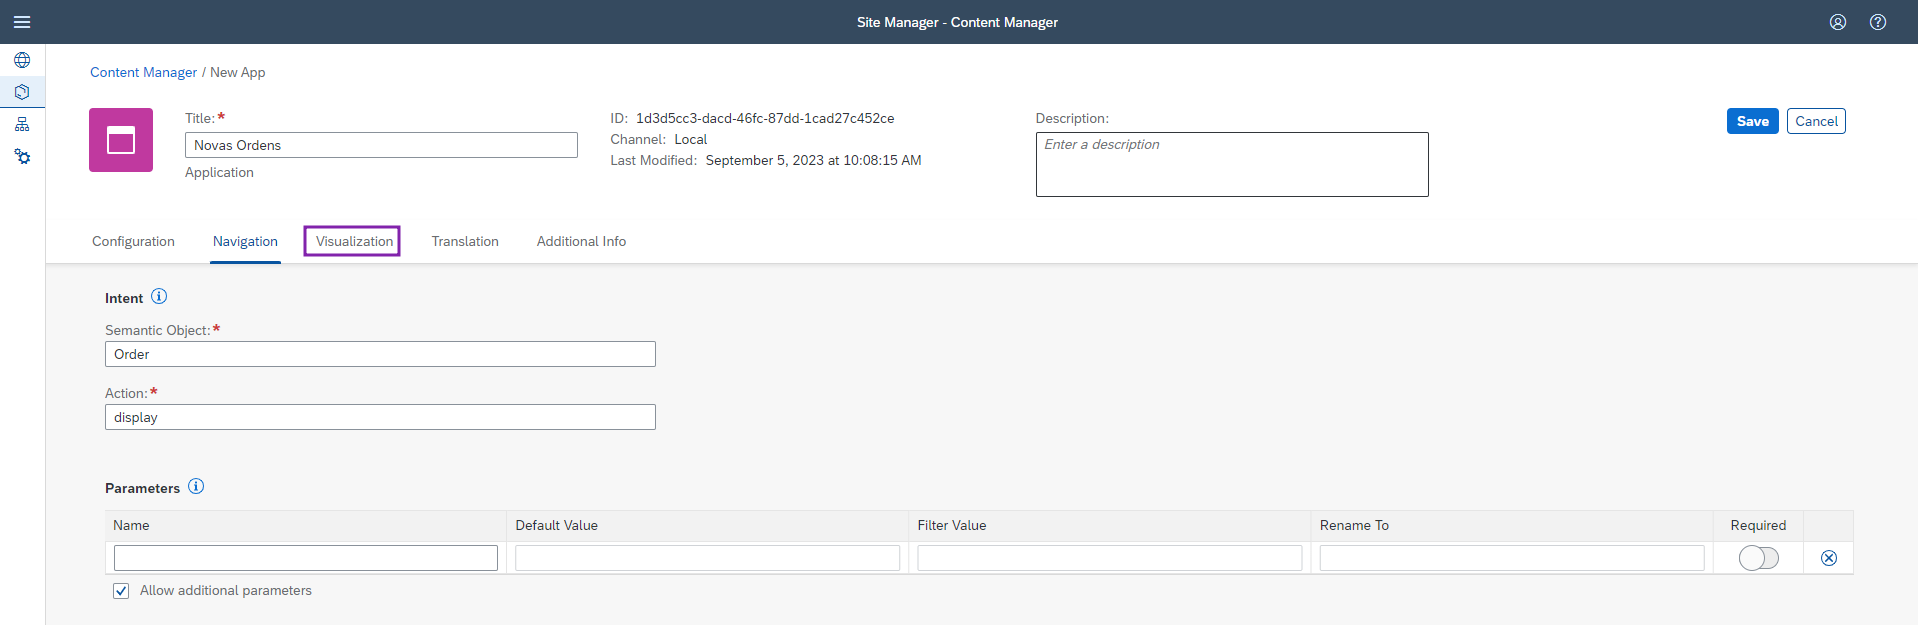 Site Manager - Content Manager
Content Manager / New App
Title:*
Novas Ordens
Application
ID: 1d3d5cc3-dacd-46fc-87dd-1cad27c452ce
Channel: Local
Last Modified: September 5, 2023 at 10:08:15 AM
Description:
Enter a description
Save
Cancel
Configuration
Navigation
Visualization
Translation
Additional Info
Intent
Semantic Object:*
Order
Action:*
display
Parameters
Name
Default Value
Filter Value
Rename To
Required
Allow additional parameters